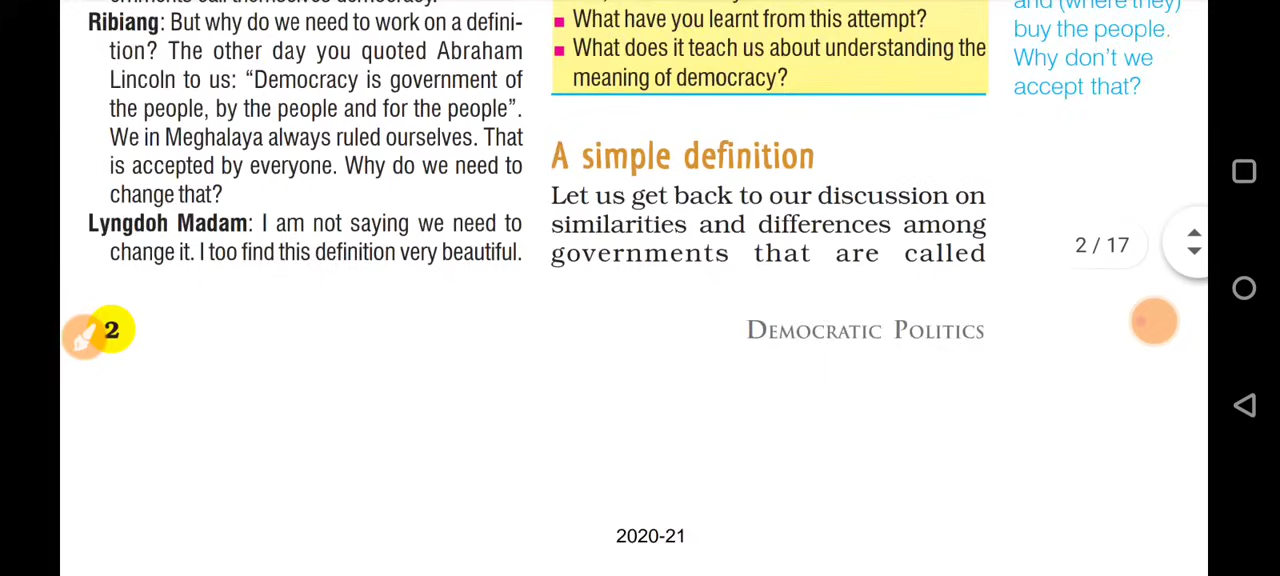 Ribiang: But why do we need to work on a defini-
tion? The other day you quoted Abraham
Lincoln to us: “Democracy is government of
the people, by the people and for the people”.
We in Meghalaya always ruled ourselves. That
is accepted by everyone. Why do we need to
change that?
Lyngdoh Madam: I am not saying we need to
change it. I too find this definition very beautiful.
■ What have you learnt from this attempt?
■ What does it teach us about understanding the
meaning of democracy?
A simple definition
Let us get back to our discussion on
similarities and differences among
governments that are called
and (where they)
buy the people.
Why don’t we
accept that?
2 / 17
2
DEMOCRATIC POLITICS
2020-21